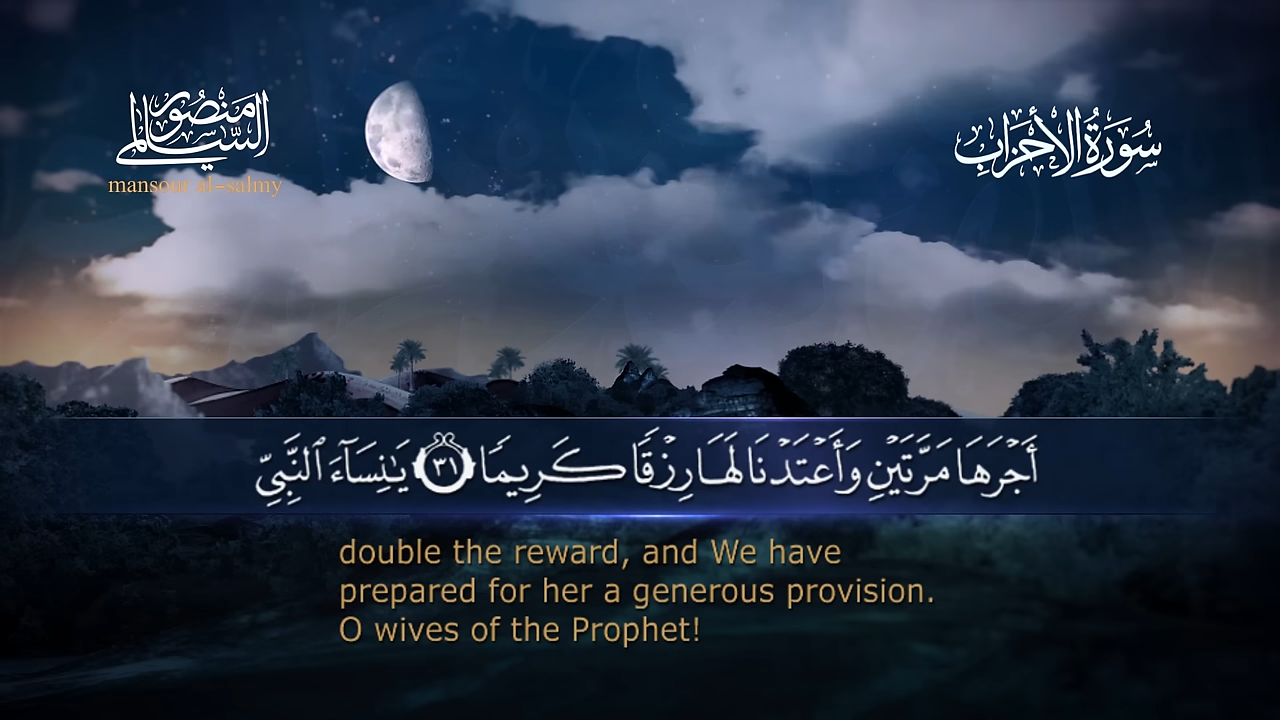 منصور السالمي
mansour al-salmy
سُورَةُ الأَحْزَابِ
أَجْرَهَا مَرَّتَيْنِ وَأَعْتَدْنَا لَهَا رِزْقًا كَرِيمًا ٣١ يَٰنِسَآءَ ٱلنَّبِيِّ
double the reward, and We have
prepared for her a generous provision.
O wives of the Prophet!